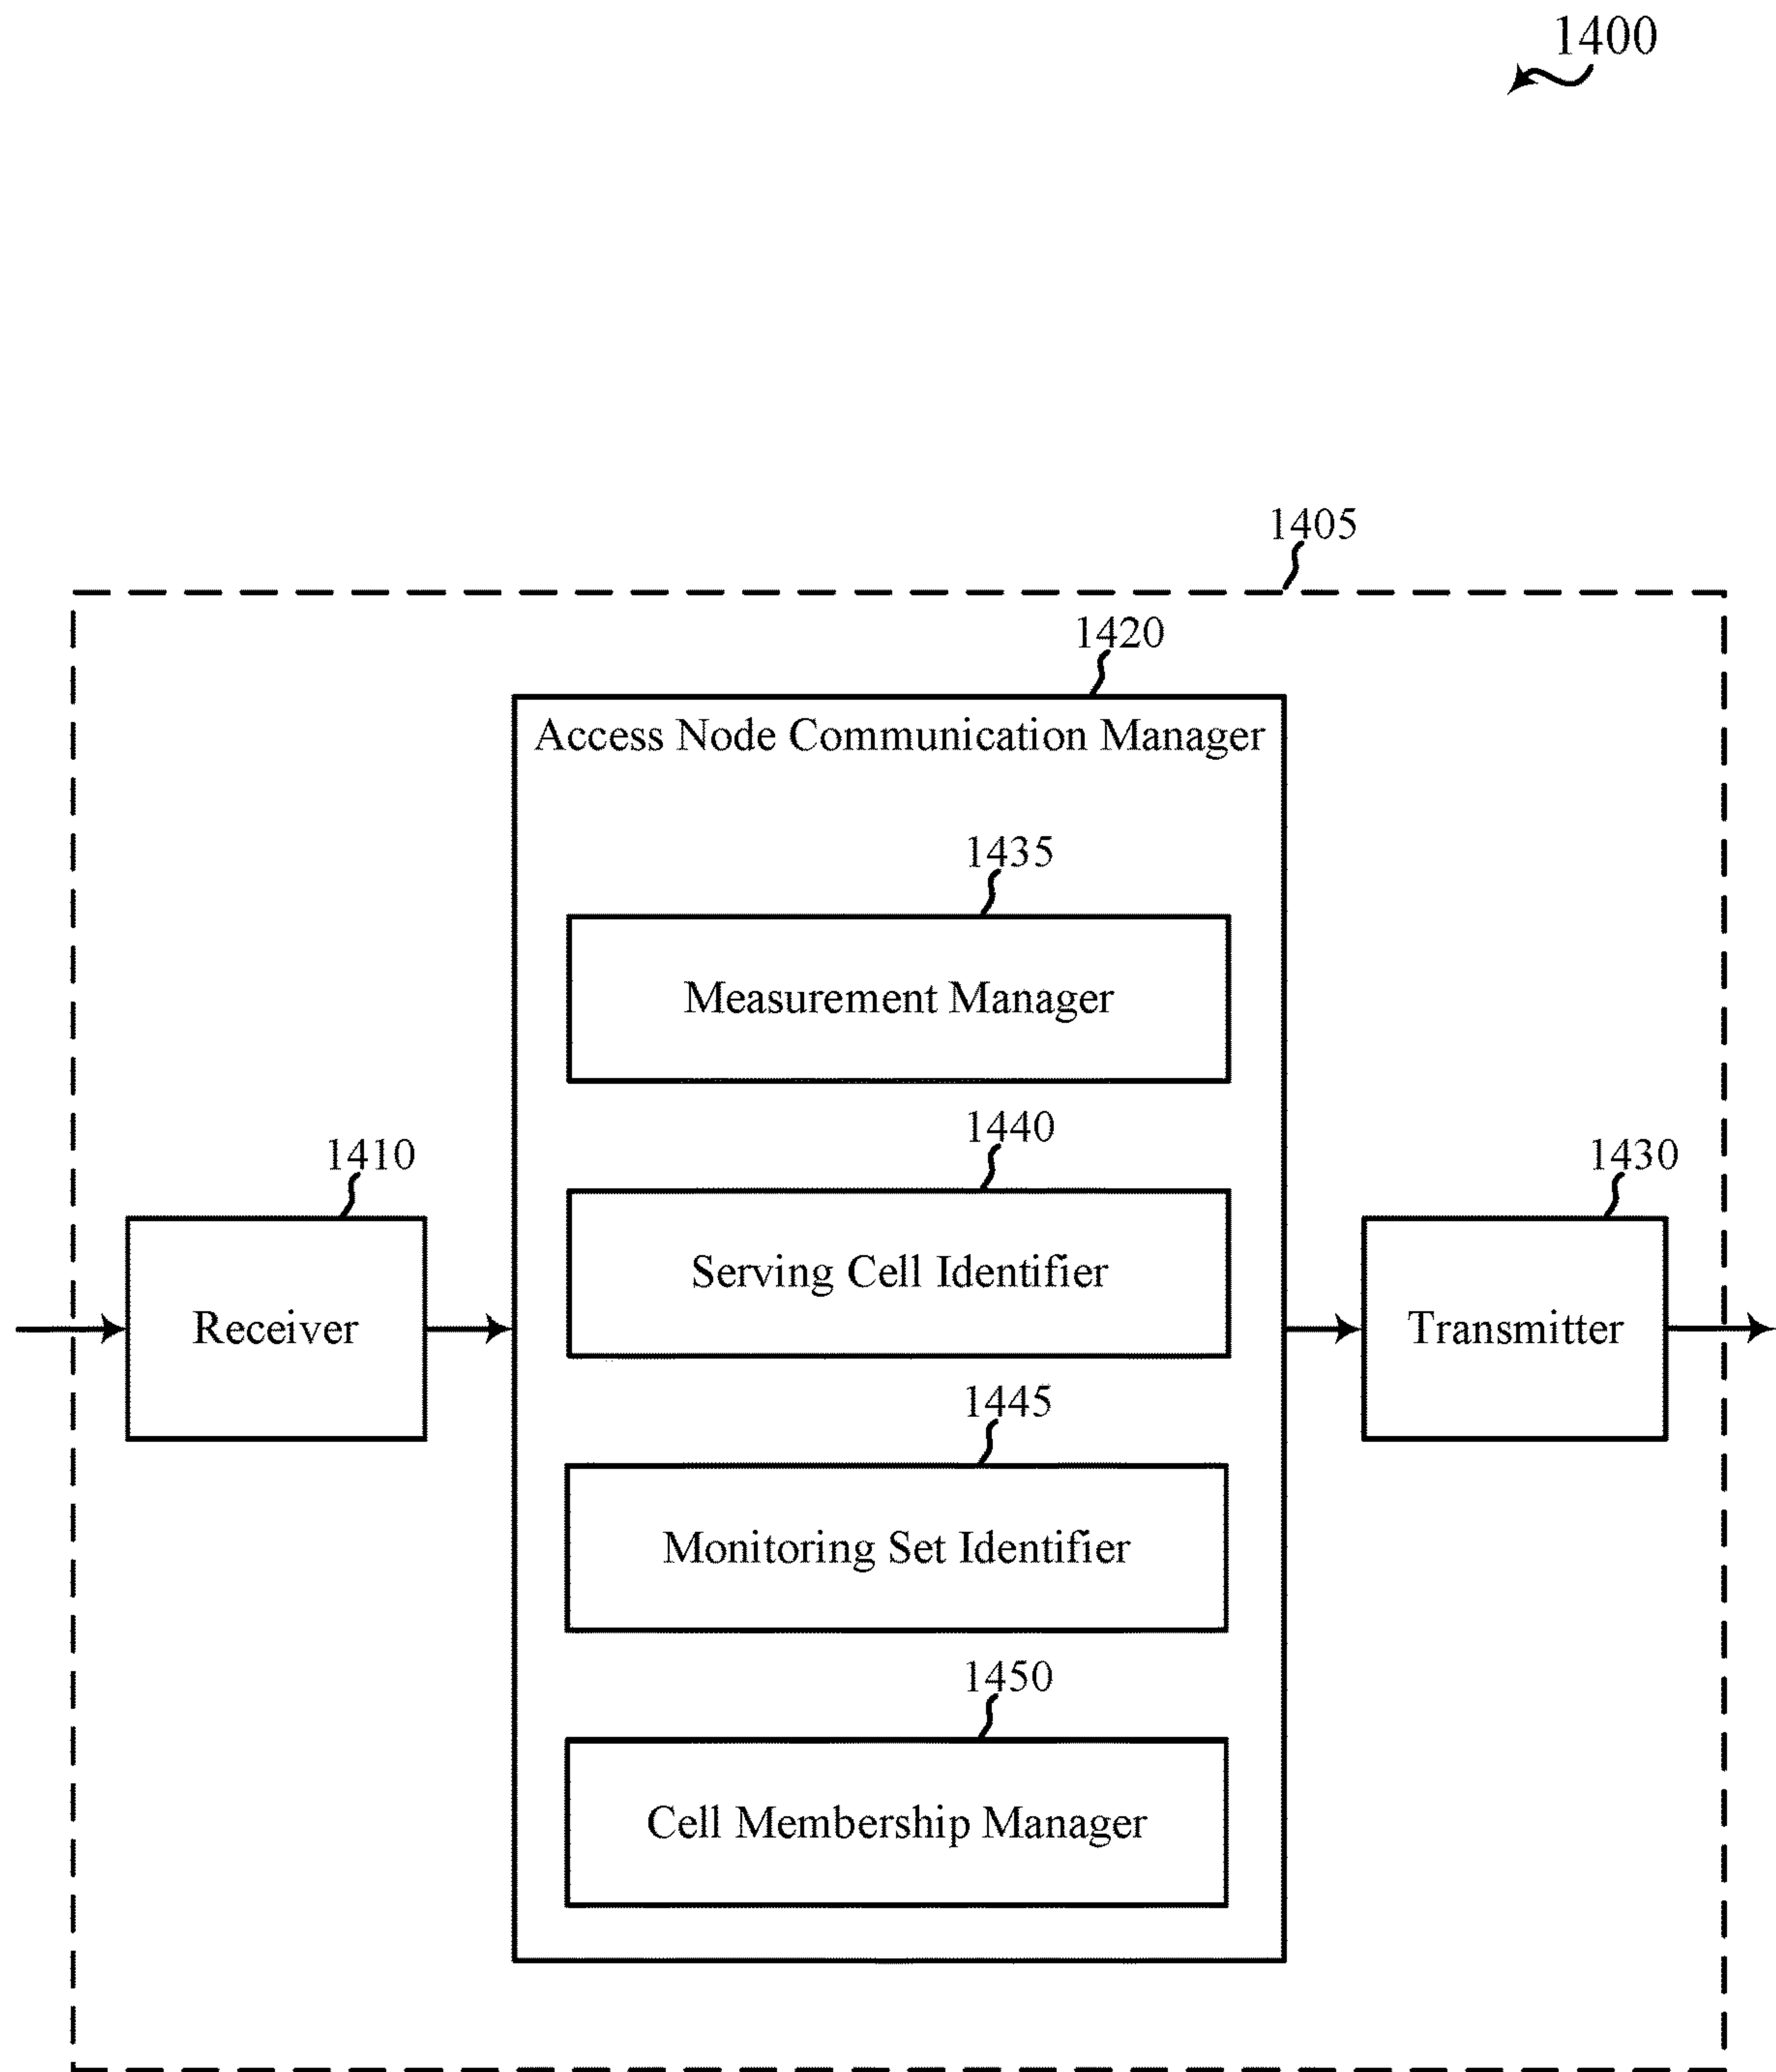 1400
1405
1420
Access Node Communication Manager
1435
Measurement Manager
1440
Serving Cell Identifier
1410
Receiver
1430
Transmitter
1445
Monitoring Set Identifier
1450
Cell Membership Manager